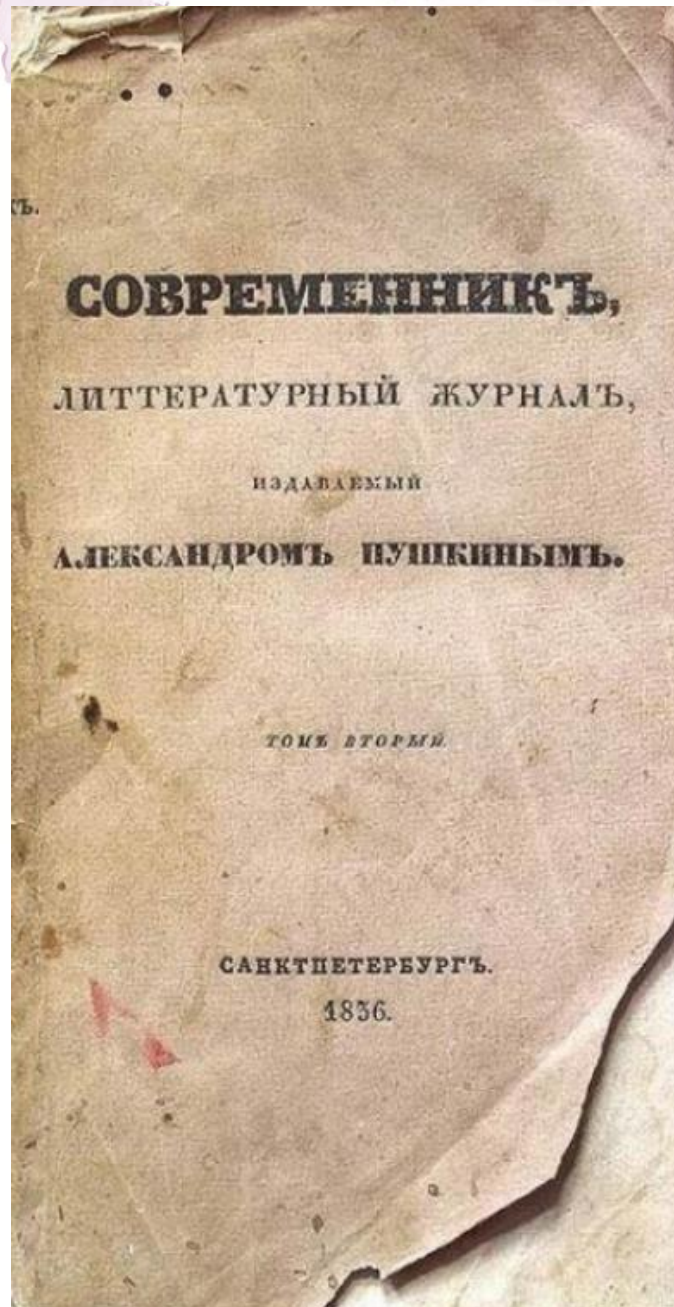 СОВРЕМЕННИКЪ,
ЛИТТЕРАТУРНЫЙ ЖУРНАЛЪ,
ИЗДАВАЕМЫЙ
АЛЕКСАНДРОМЪ ПУШКИНЫМЪ.
ТОМЪ ВТОРЫЙ.
САНКТПЕТЕРБУРГЪ.
1836.